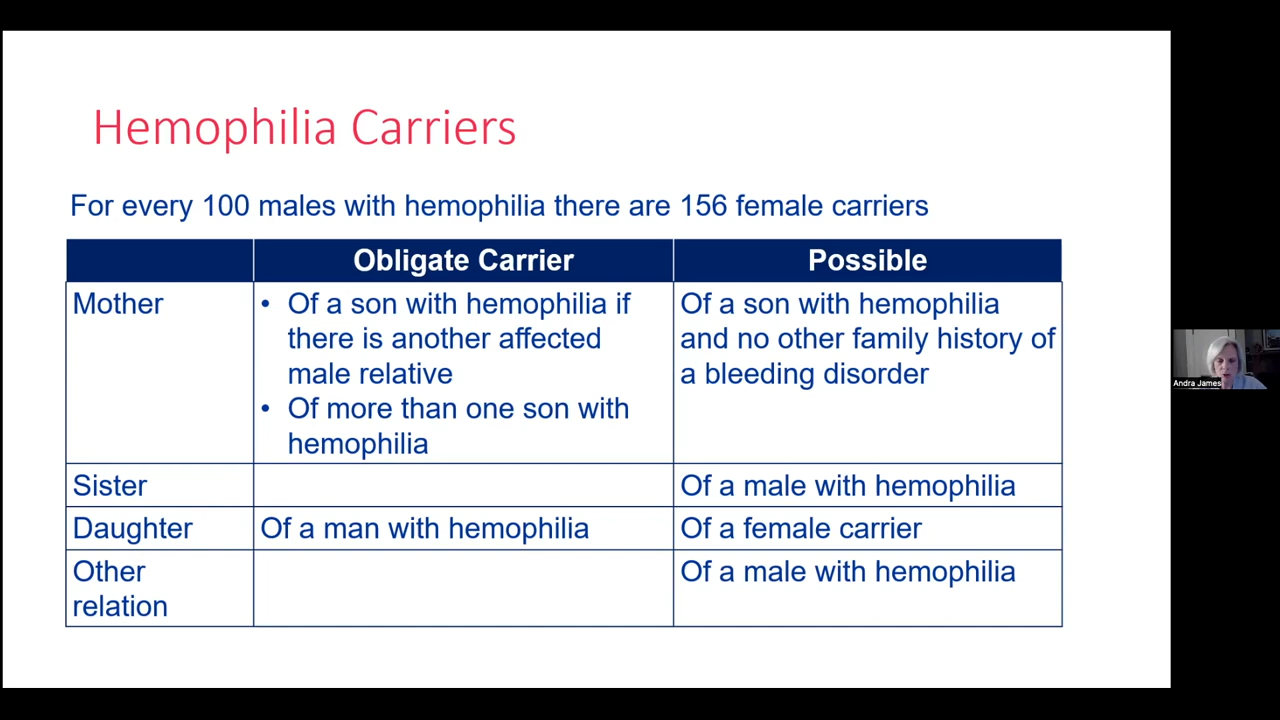 Hemophilia Carriers
For every 100 males with hemophilia there are 156 female carriers
Obligate Carrier
Possible
Mother
• Of a son with hemophilia if
there is another affected
male relative
• Of more than one son with
hemophilia
Of a son with hemophilia
and no other family history of
a bleeding disorder
Sister
Of a male with hemophilia
Daughter
Of a man with hemophilia
Of a female carrier
Other
relation
Of a male with hemophilia
Andra James